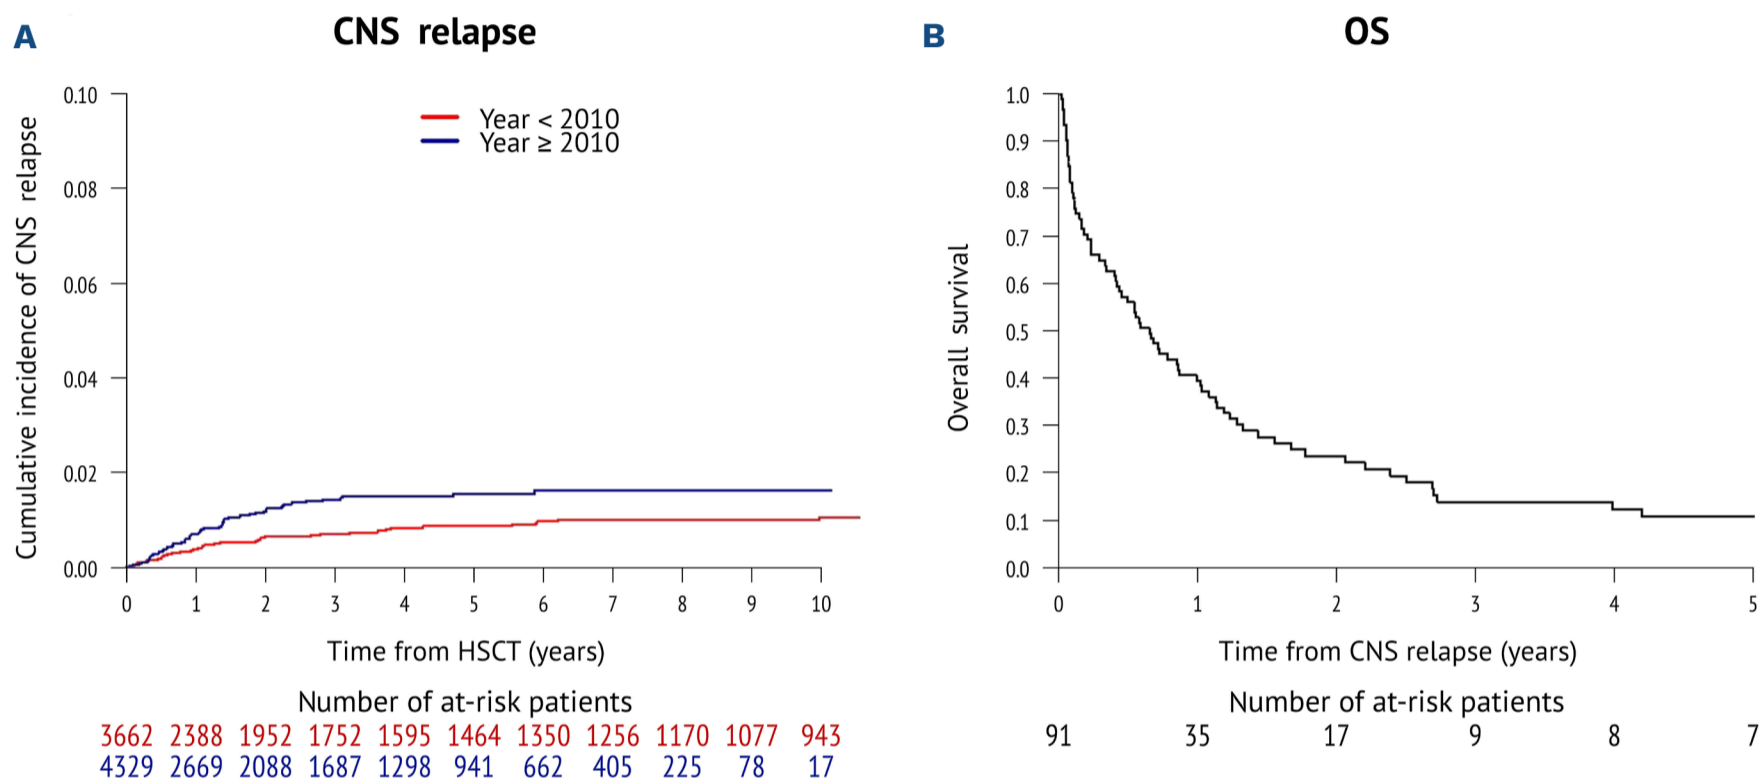 A
CNS relapse
Cumulative incidence of CNS relapse
0.10
0.08
0.06
0.04
0.02
0.00
Year < 2010
Year ≥ 2010
0 1 2 3 4 5 6 7 8 9 10
Time from HSCT (years)
Number of at-risk patients
3662 2388 1952 1752 1595 1464 1350 1256 1170 1077 943
4329 2669 2088 1687 1298 941 662 405 225 78 17
B
OS
Overall survival
1.0
0.9
0.8
0.7
0.6
0.5
0.4
0.3
0.2
0.1
0.0
0 1 2 3 4 5
Time from CNS relapse (years)
Number of at-risk patients
91 35 17 9 8 7